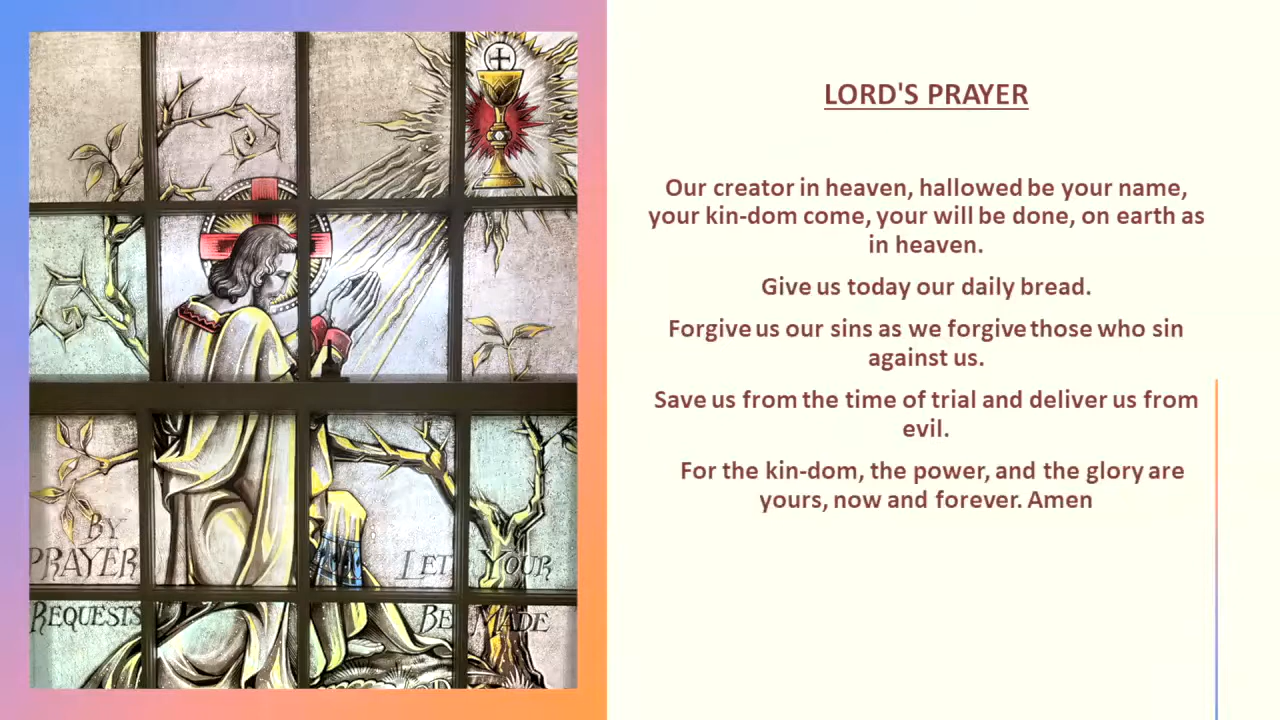 BY
PRAYER LET YOUR
REQUESTS BE MADE
LORD'S PRAYER
Our creator in heaven, hallowed be your name,
your kin-dom come, your will be done, on earth as
in heaven.
Give us today our daily bread.
Forgive us our sins as we forgive those who sin
against us.
Save us from the time of trial and deliver us from
evil.
For the kin-dom, the power, and the glory are
yours, now and forever. Amen